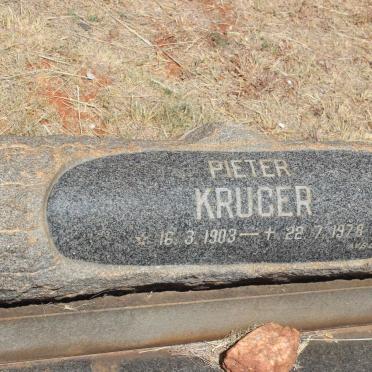 PIETER
KRUGER
☆ 16.3.1903 — + 22.7.1978